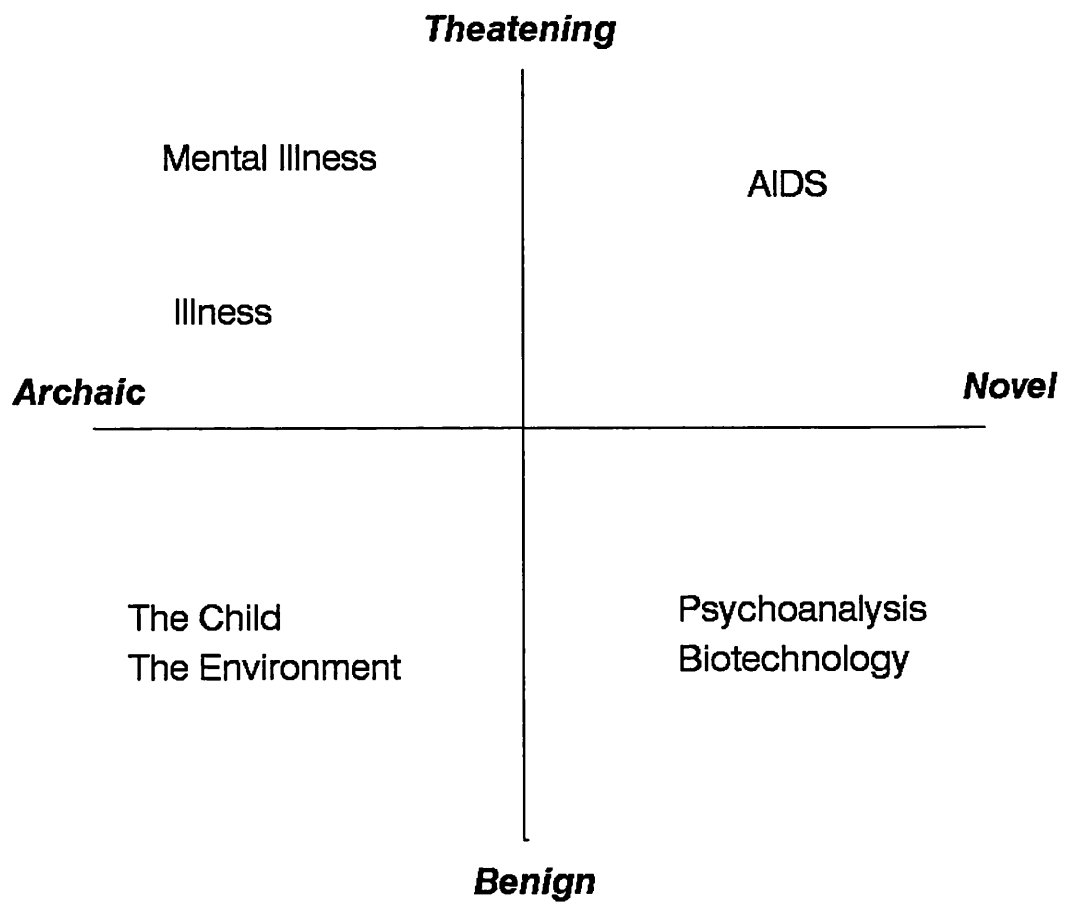 Theatening
Mental Illness
AIDS
Illness
Archaic
Novel
The Child
The Environment
Psychoanalysis
Biotechnology
Benign